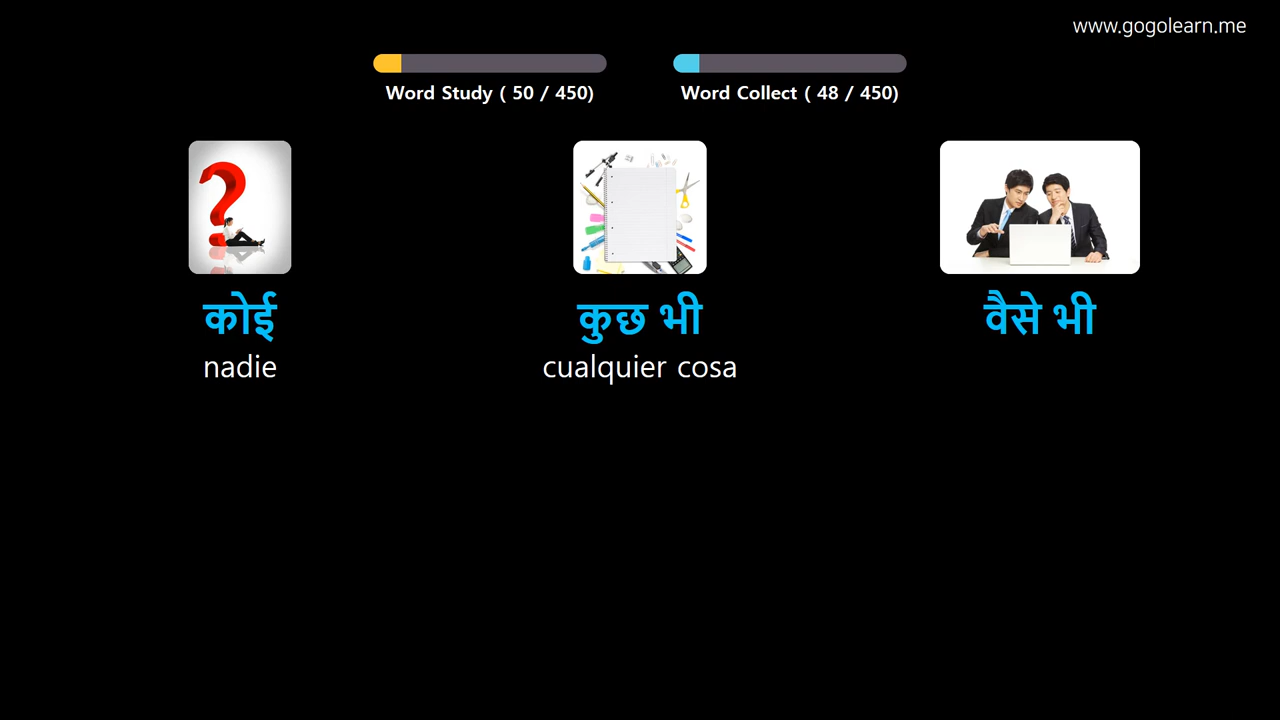 www.gogolearn.me
Word Study ( 50 / 450)
Word Collect ( 48 / 450)
कोई
nadie
कुछ भी
cualquier cosa
वैसे भी